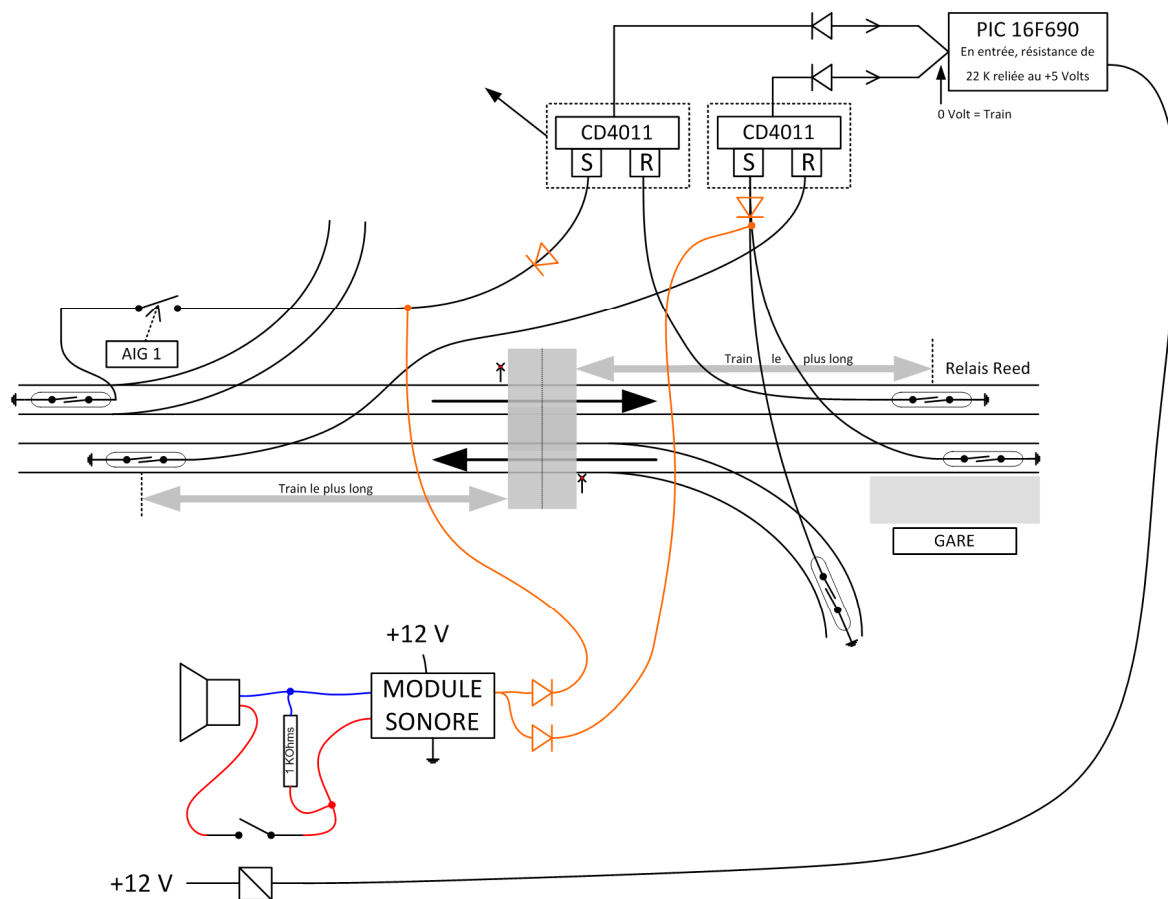 PIC 16F690
En entrée, résistance de
22 K reliée au +5 Volts
0 Volt = Train
CD4011
S
R
CD4011
S
R
AIG 1
Train le plus long
Relais Reed
Train le plus long
GARE
+12 V
MODULE
SONORE
1 KOhms
+12 V